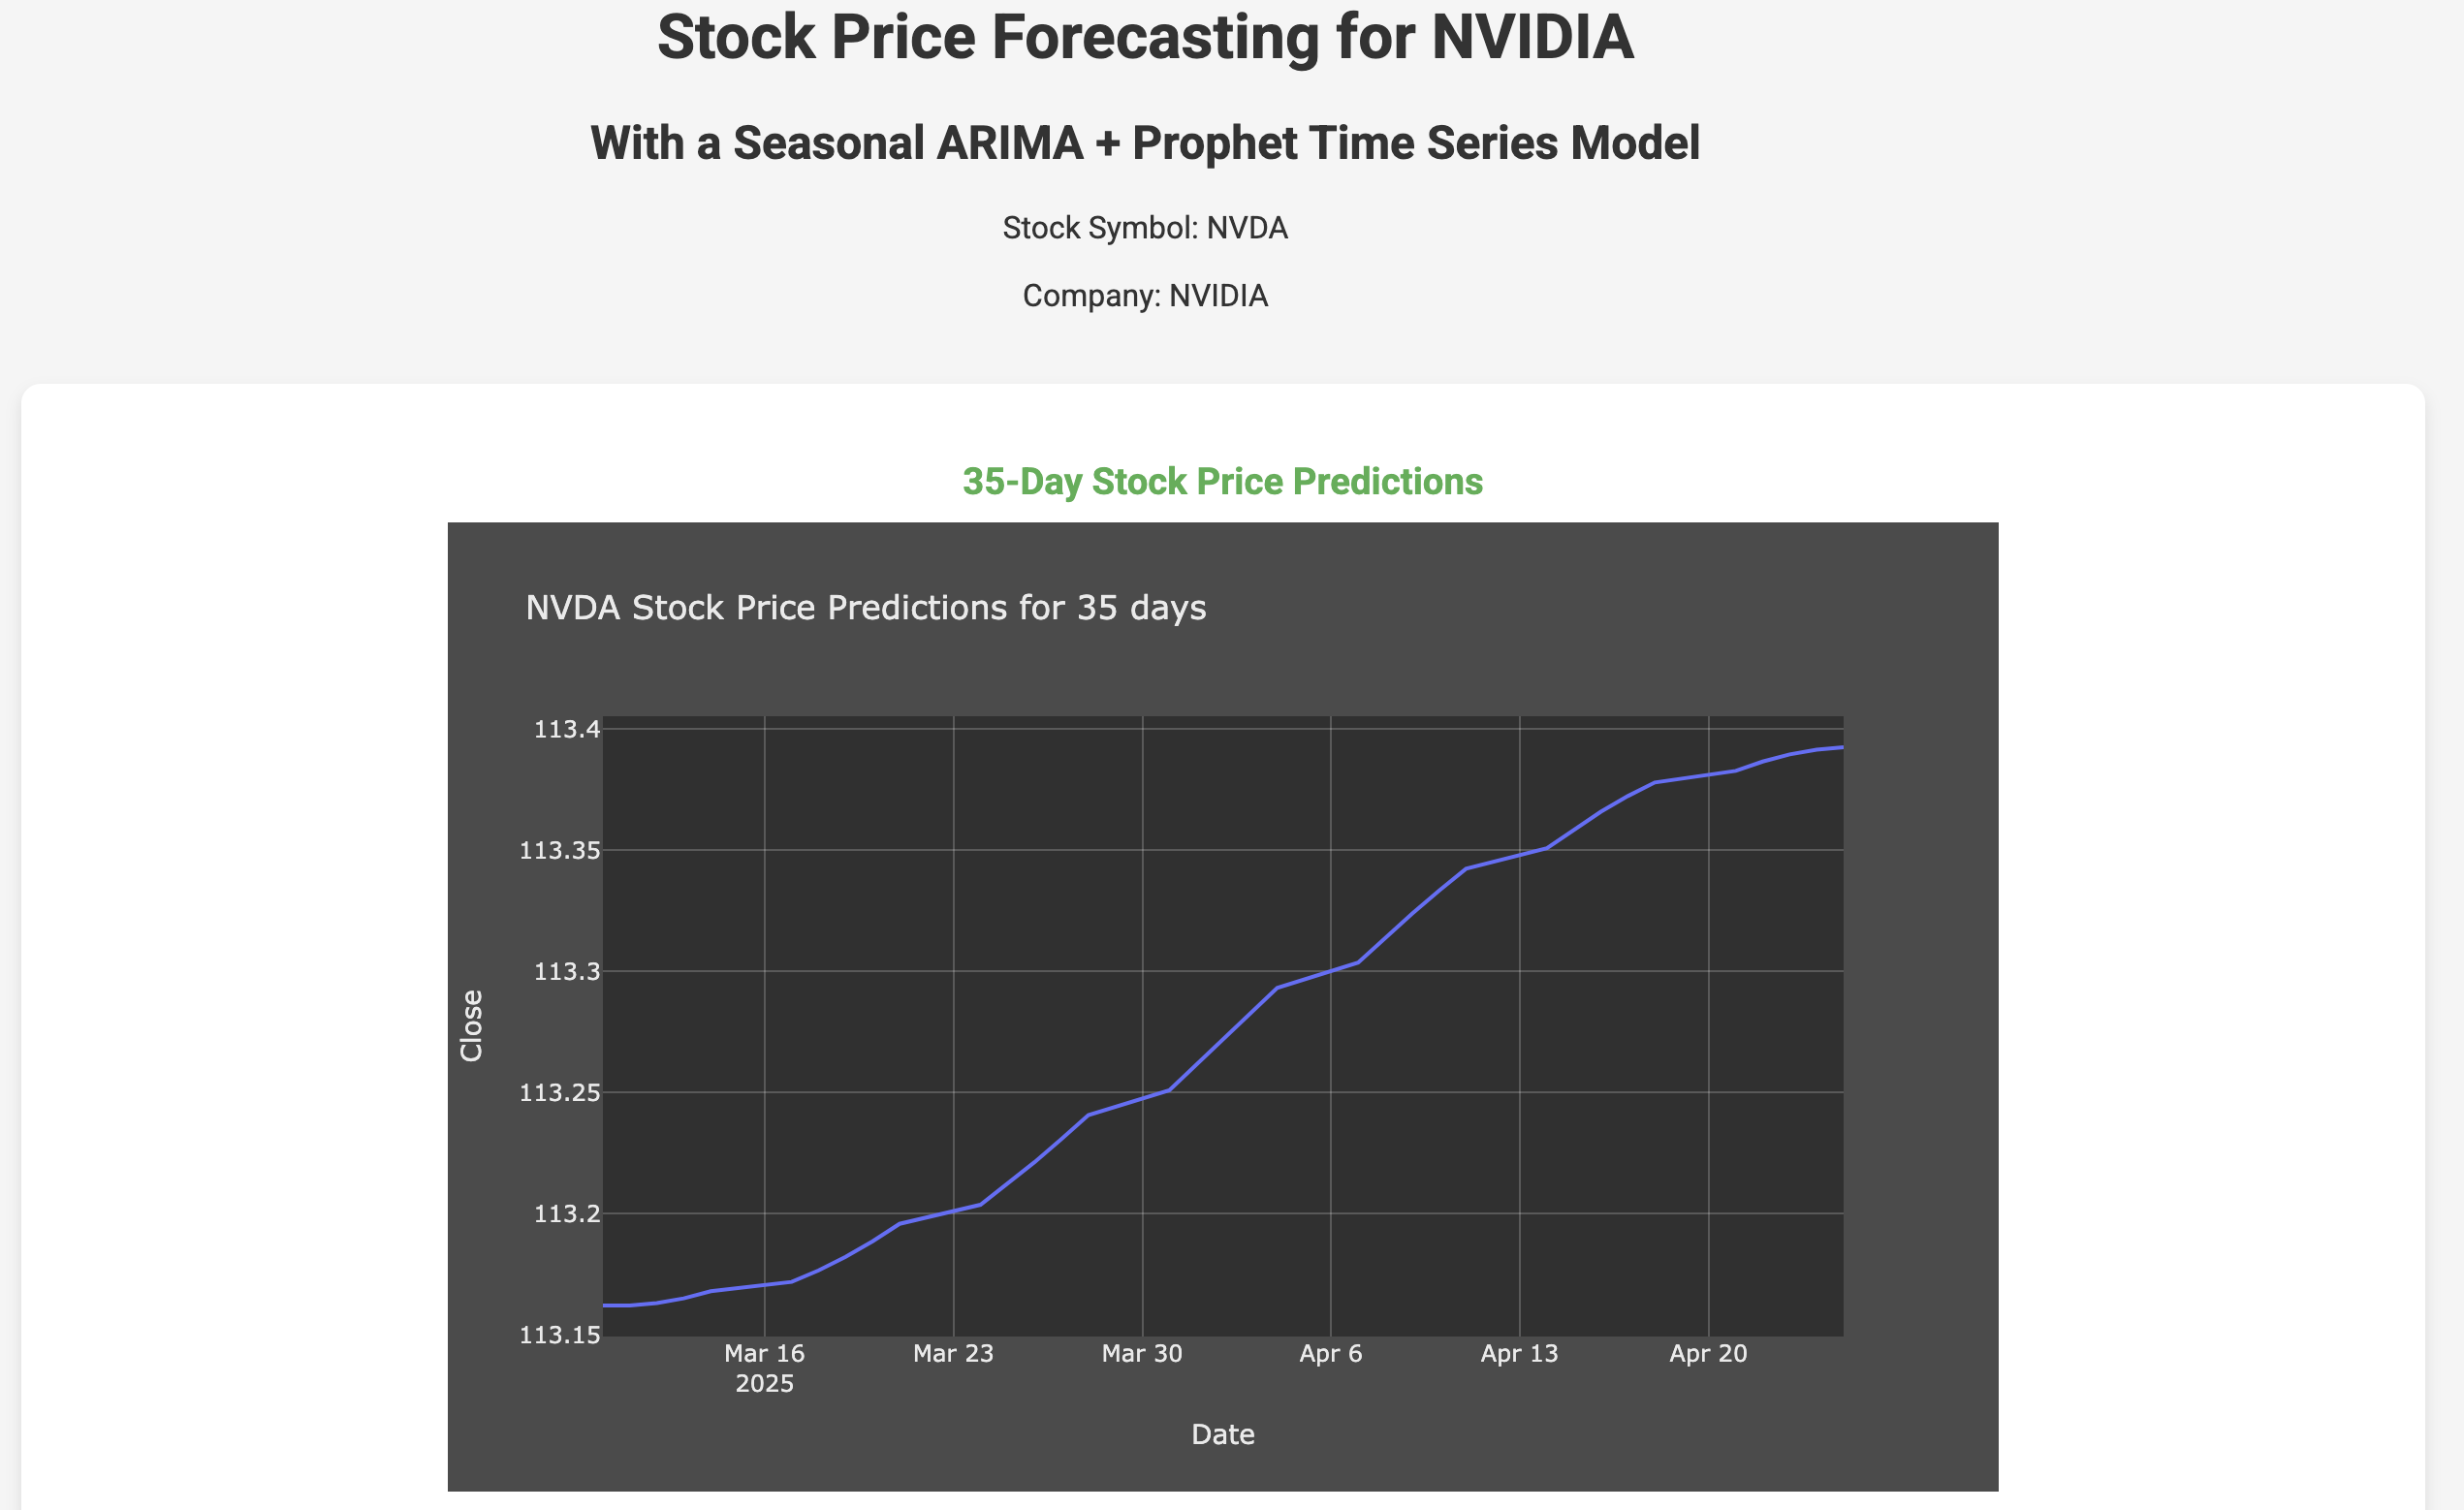 Stock Price Forecasting for NVIDIA
With a Seasonal ARIMA + Prophet Time Series Model
Stock Symbol: NVDA
Company: NVIDIA
35-Day Stock Price Predictions
NVDA Stock Price Predictions for 35 days
113.4
113.35
113.3
113.25
113.2
113.15
Close
Mar 16
2025
Mar 23
Mar 30
Apr 6
Apr 13
Apr 20
Date